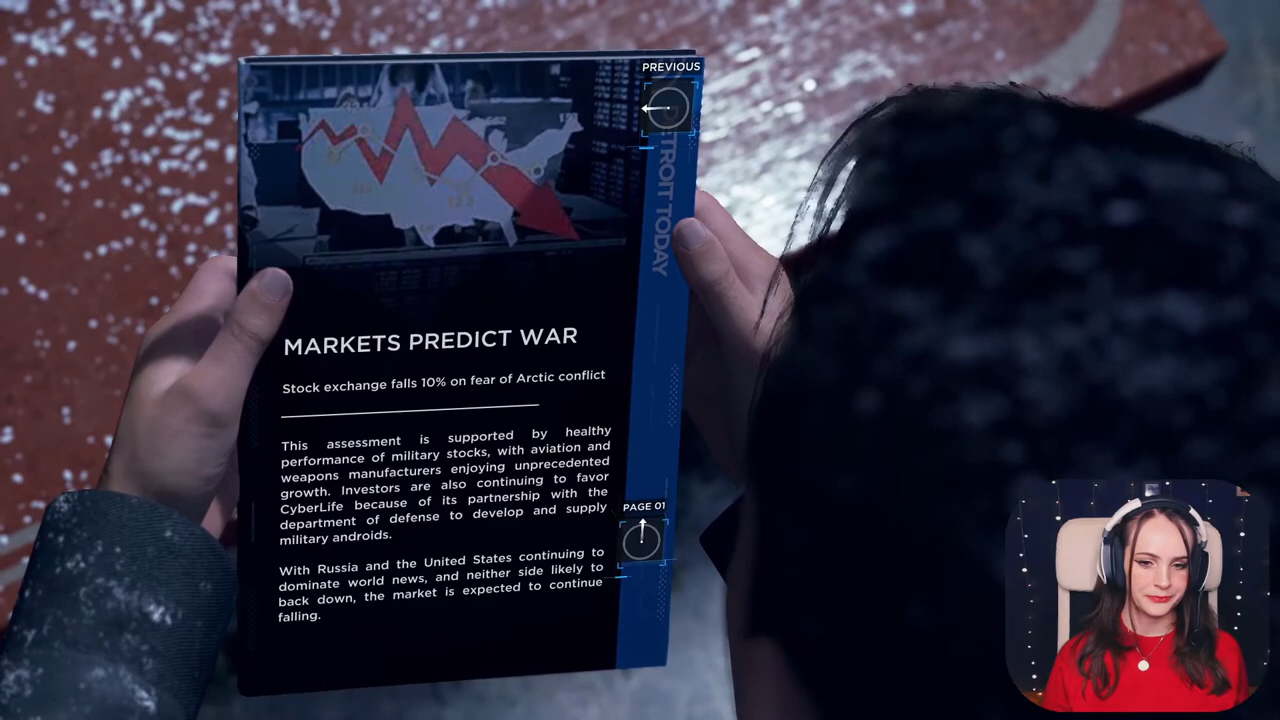 PREVIOUS
TROIT TODAY
MARKETS PREDICT WAR
Stock exchange falls 10% on fear of Arctic conflict
This assessment is supported by healthy
performance of military stocks, with aviation and
weapons manufacturers enjoying unprecedented
growth. Investors are also continuing to favor
CyberLife because of its partnership with the
department of defense to develop and supply
military androids.
PAGE 01
With Russia and the United States continuing to
dominate world news, and neither side likely to
back down, the market is expected to continue
falling.